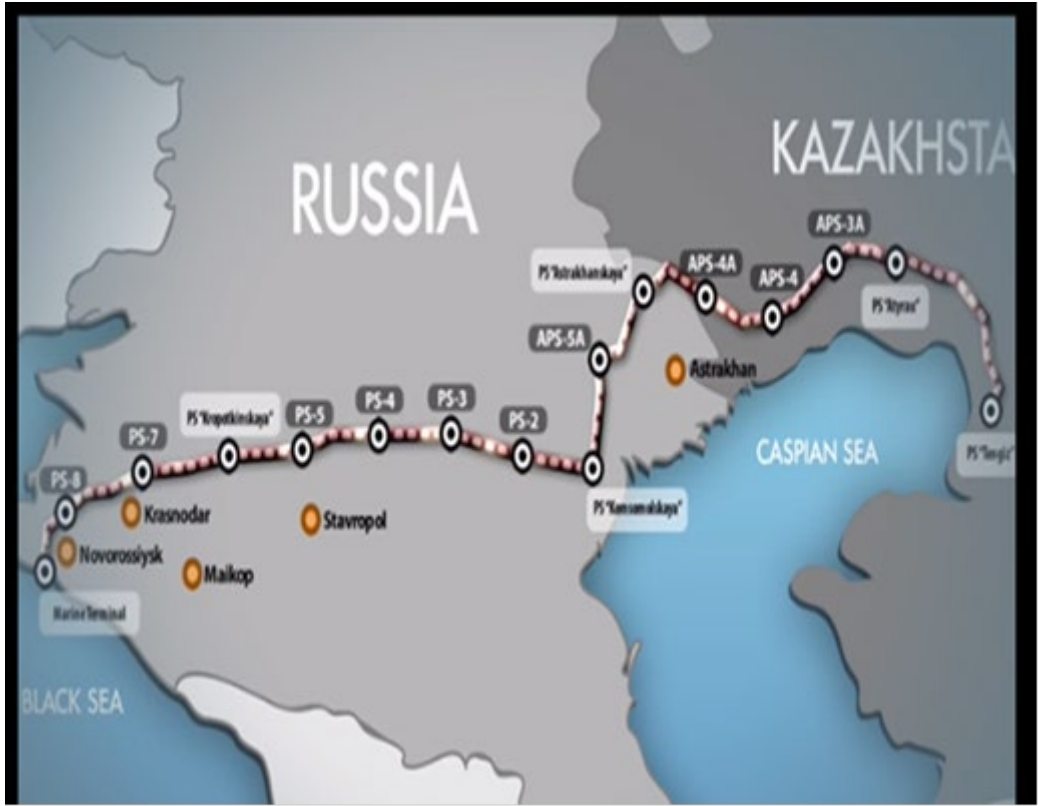 KAZAKHSTA
RUSSIA
APS-3A
PS "Astrakhanskaya"
APS-4A
APS-4
PS "Atyrau"
APS-5A
Astrakhan
PS "Kropotkinskaya"
PS-5
PS-4
PS-3
PS-2
PS-7
CASPIAN SEA
PS "Tengiz"
PS-8
Krasnodar
Stavropol
PS "Komsomolskaya"
Novorossiysk
Maikop
Marine Terminal
BLACK SEA